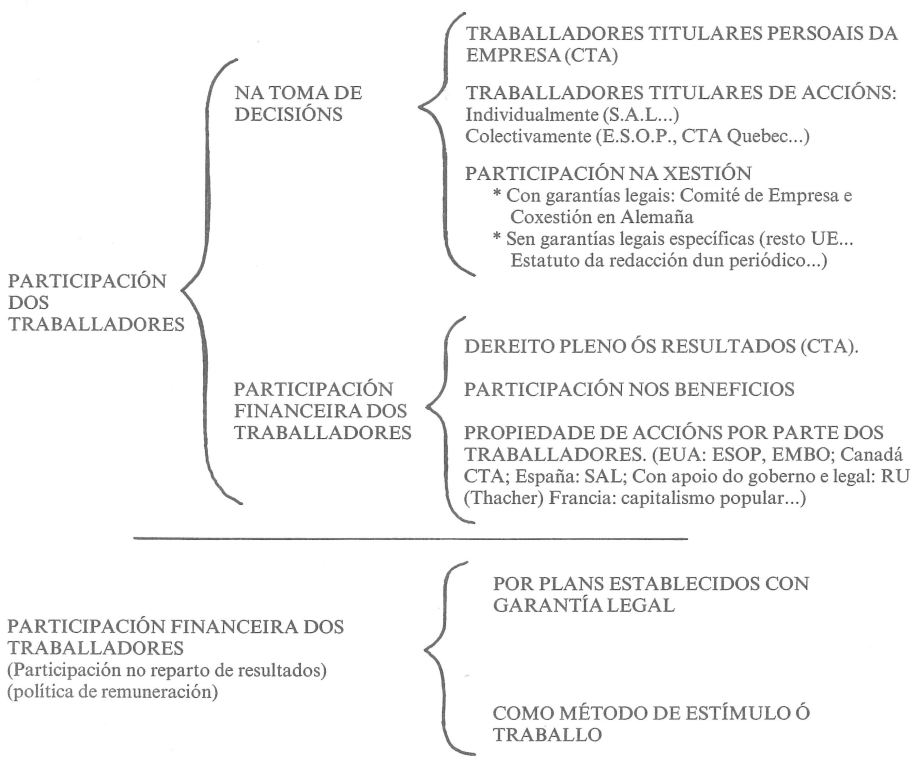 TRABALLADORES TITULARES PERSOAIS DA
EMPRESA (CTA)
NA TOMA DE
DECISIÓNS
TRABALLADORES TITULARES DE ACCIÓNS:
Individualmente (S.A.L...)
Colectivamente (E.S.O.P., CTA Quebec...)
PARTICIPACIÓN NA XESTIÓN
* Con garantías legais: Comité de Empresa e
Coxestión en Alemaña
* Sen garantías legais específicas (resto UE...
Estatuto da redacción dun periódico...)
PARTICIPACIÓN
DOS
TRABALLADORES
DEREITO PLENO ÓS RESULTADOS (CTA).
PARTICIPACIÓN
FINANCEIRA DOS
TRABALLADORES
PARTICIPACIÓN NOS BENEFICIOS
PROPIEDADE DE ACCIÓNS POR PARTE DOS
TRABALLADORES. (EUA: ESOP, EMBO; Canadá
CTA; España: SAL; Con apoio do goberno e legal: RU
(Thacher) Francia: capitalismo popular...)
POR PLANS ESTABLECIDOS CON
GARANTÍA LEGAL
PARTICIPACIÓN FINANCEIRA DOS
TRABALLADORES
(Participación no reparto de resultados)
(política de remuneración)
COMO MÉTODO DE ESTÍMULO Ó
TRABALLO